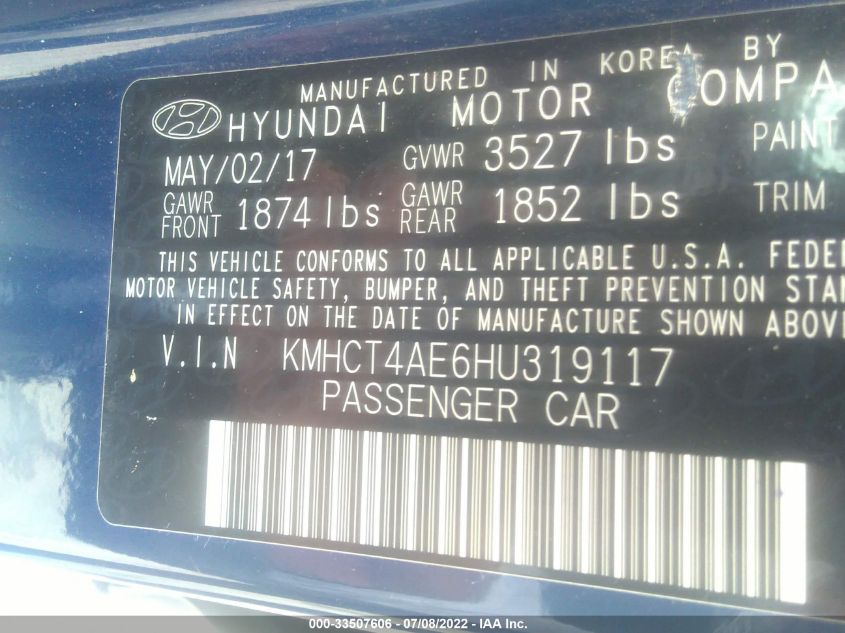 MANUFACTURED IN KOREA BY
HYUNDAI MOTOR COMPA
MAY/02/17 GVWR 3527 lbs PAINT
GAWR FRONT 1874 lbs GAWR REAR 1852 lbs TRIM
THIS VEHICLE CONFORMS TO ALL APPLICABLE U.S.A. FEDE
MOTOR VEHICLE SAFETY, BUMPER, AND THEFT PREVENTION STA
IN EFFECT ON THE DATE OF MANUFACTURE SHOWN ABOV
V.I.N KMHCT4AE6HU319117
PASSENGER CAR
000-33507606 - 07/08/2022 - IAA Inc.